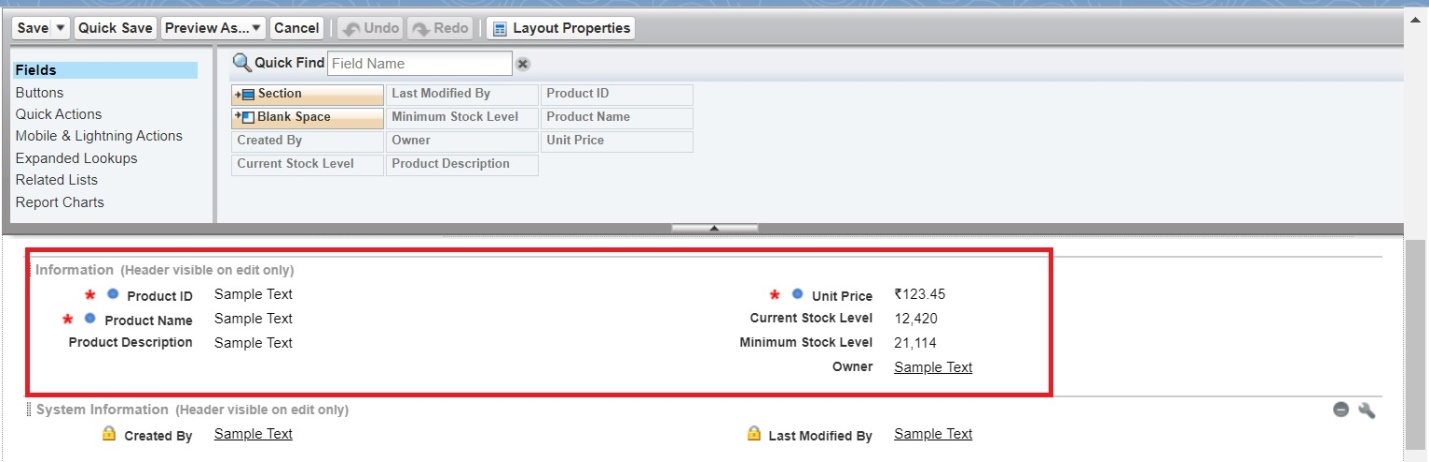 Save Quick Save Preview As... Cancel Undo Redo Layout Properties
Fields
Buttons
Quick Actions
Mobile & Lightning Actions
Expanded Lookups
Related Lists
Report Charts
Quick Find Field Name
Section Last Modified By Product ID
Blank Space Minimum Stock Level Product Name
Created By Owner Unit Price
Current Stock Level Product Description
Information (Header visible on edit only)
* Product ID Sample Text * Unit Price ₹123.45
* Product Name Sample Text Current Stock Level 12,420
Product Description Sample Text Minimum Stock Level 21,114
Owner Sample Text
System Information (Header visible on edit only)
Created By Sample Text Last Modified By Sample Text